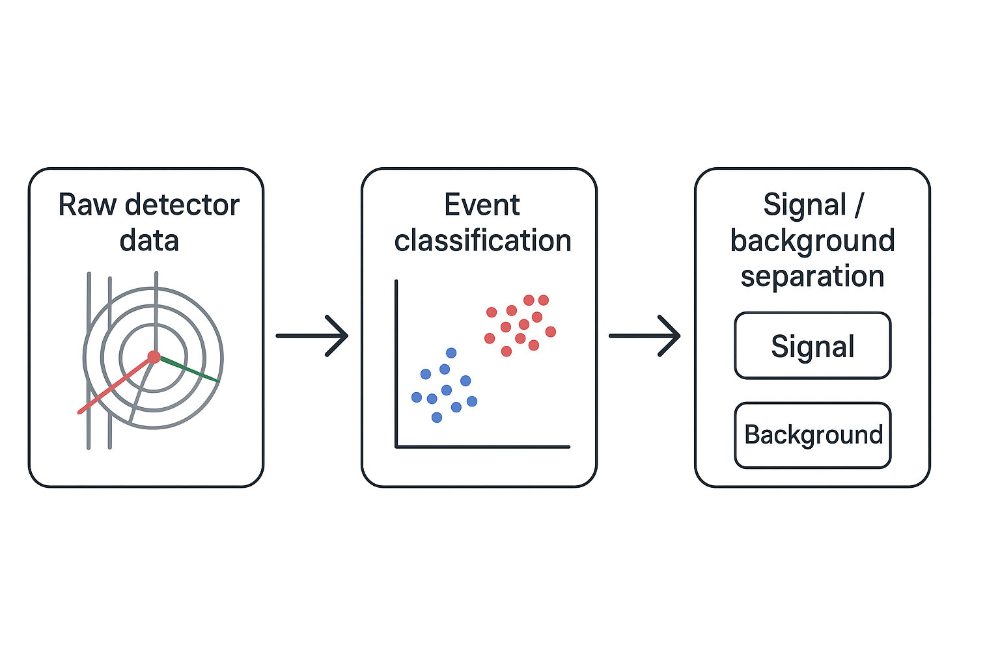 Raw detector
data
Event
classification
Signal /
background
separation
Signal
Background